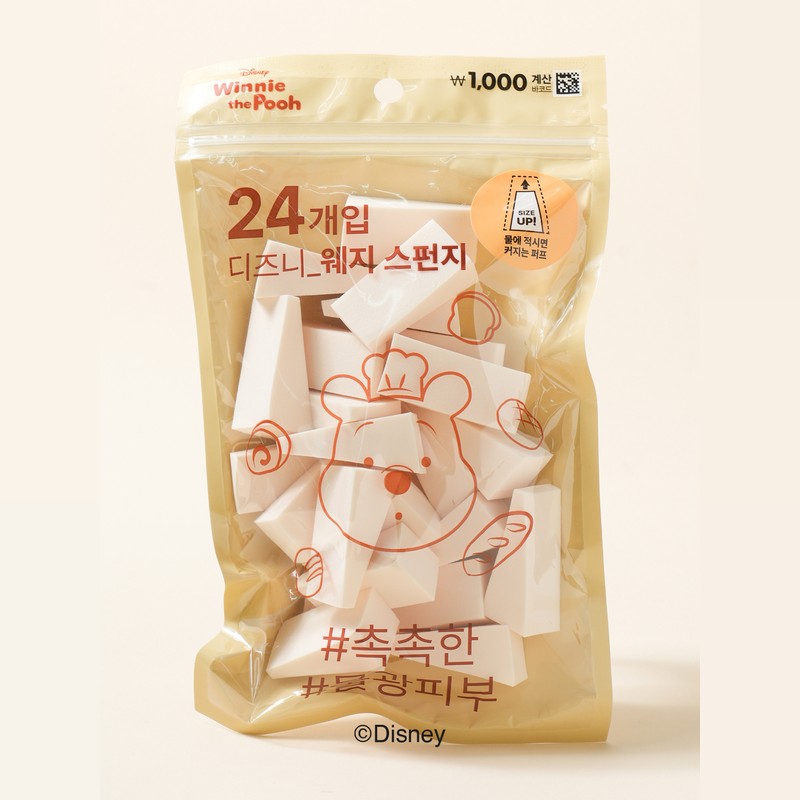 Disney
Winnie
the Pooh
₩1,000 계산
바코드
24개입
디즈니_웨지 스펀지
SIZE
UP!
물에 적시면
커지는 퍼프
#촉촉한
#물광피부
©Disney